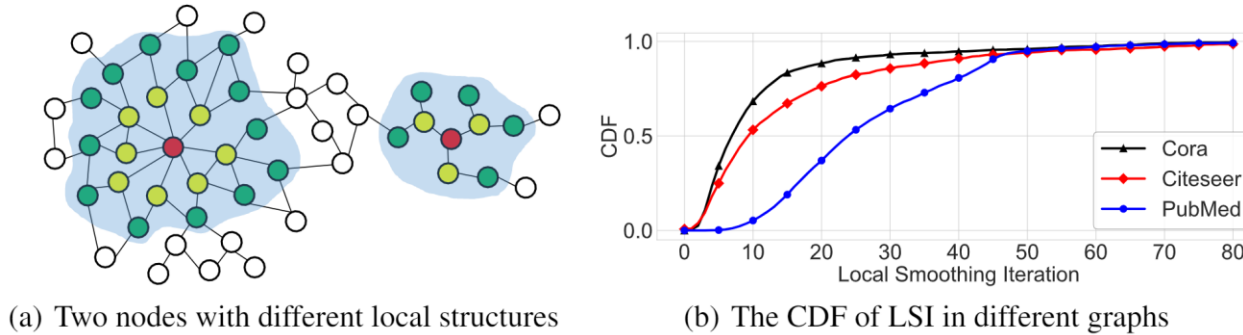 1.0
0.5
0.0
CDF
Cora
Citeseer
PubMed
0 10 20 30 40 50 60 70 80
Local Smoothing Iteration
(a) Two nodes with different local structures
(b) The CDF of LSI in different graphs